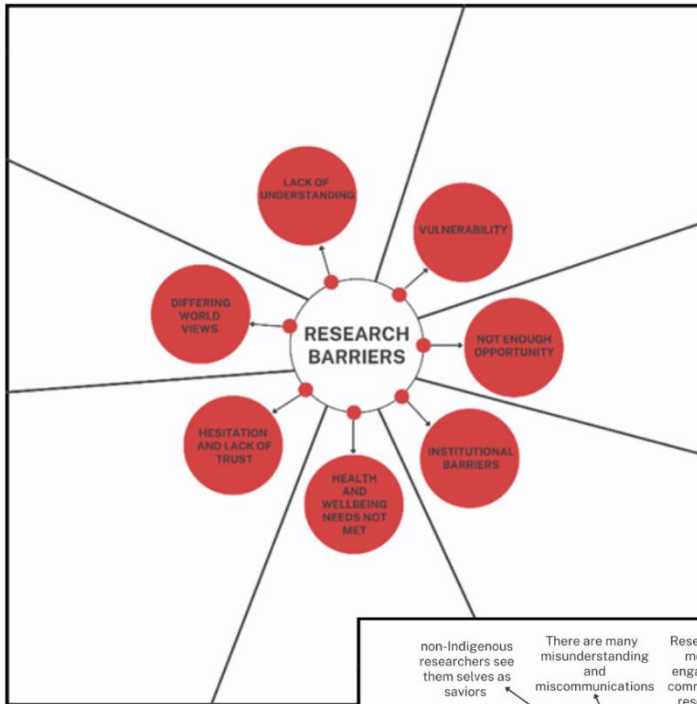 LACK OF
UNDERSTANDING
VULNERABILITY
DIFFERING
WORLD
VIEWS
RESEARCH
BARRIERS
NOT ENOUGH
OPPORTUNITY
HESITATION
AND LACK OF
TRUST
INSTITUTIONAL
BARRIERS
HEALTH
AND
WELLBEING
NEEDS NOT
MET
non-Indigenous
researchers see
them selves as
saviors
There are many
misunderstanding
and
miscommunications